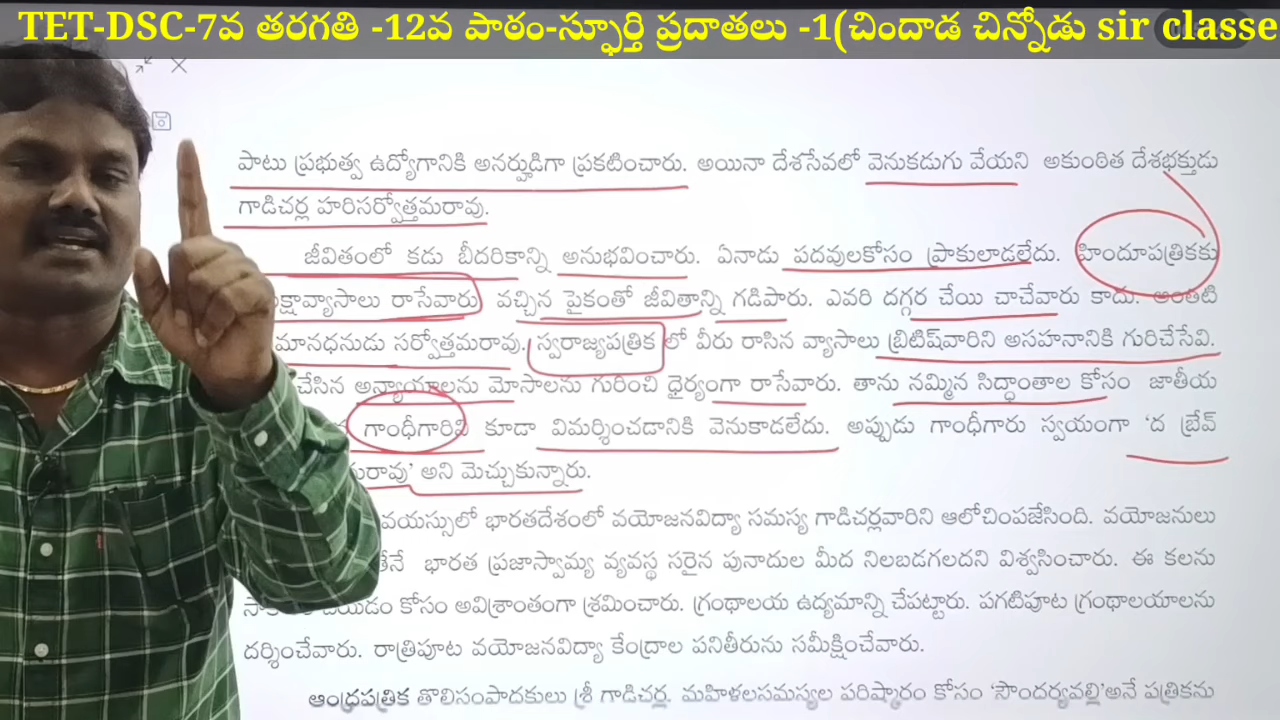 TET-DSC-7వ తరగతి -12వ పాఠం-స్ఫూర్తి ప్రదాతలు -1(చిందాడ చిన్నోడు sir classe
పాటు ప్రభుత్వ ఉద్యోగానికి అనర్హుడిగా ప్రకటించారు. అయినా దేశసేవలో వెనుకడుగు వేయని అకుంఠిత దేశభక్తుడు
గాడిచర్ల హరిసర్వోత్తమరావు.
జీవితంలో కడు బీదరికాన్ని అనుభవించారు. ఏనాడు పదవులకోసం ప్రాకులాడలేదు. హిందూపత్రికకు
క్షావ్యాసాలు రాసేవారు వచ్చిన పైకంతో జీవితాన్ని గడిపారు. ఎవరి దగ్గర చేయి చాచేవారు కాదు. అంతటి
మానధనుడు సర్వోత్తమరావు. స్వరాజ్యపత్రిక లో వీరు రాసిన వ్యాసాలు బ్రిటిష్‌వారిని అసహనానికి గురిచేసేవి.
చేసిన అన్యాయాలను మోసాలను గురించి ధైర్యంగా రాసేవారు. తాను నమ్మిన సిద్ధాంతాల కోసం జాతీయ
గాంధీగారిని కూడా విమర్శించడానికి వెనుకాడలేదు. అప్పుడు గాంధీగారు స్వయంగా ‘ద బ్రేవ్
రావు’ అని మెచ్చుకున్నారు.
వయస్సులో భారతదేశంలో వయోజనవిద్యా సమస్య గాడిచర్లవారిని ఆలోచింపజేసింది. వయోజనులు
తేనే భారత ప్రజాస్వామ్య వ్యవస్థ సరైన పునాదుల మీద నిలబడగలదని విశ్వసించారు. ఈ కలను
కోసం అవిశ్రాంతంగా శ్రమించారు. గ్రంథాలయ ఉద్యమాన్ని చేపట్టారు. పగటిపూట గ్రంథాలయాలను
దర్శించేవారు. రాత్రిపూట వయోజనవిద్యా కేంద్రాల పనితీరును సమీక్షించేవారు.
ఆంధ్రపత్రిక తొలిసంపాదకులు శ్రీ గాడిచర్ల. మహిళలసమస్యల పరిష్కారం కోసం ‘సౌందర్యవల్లి’అనే పత్రికను